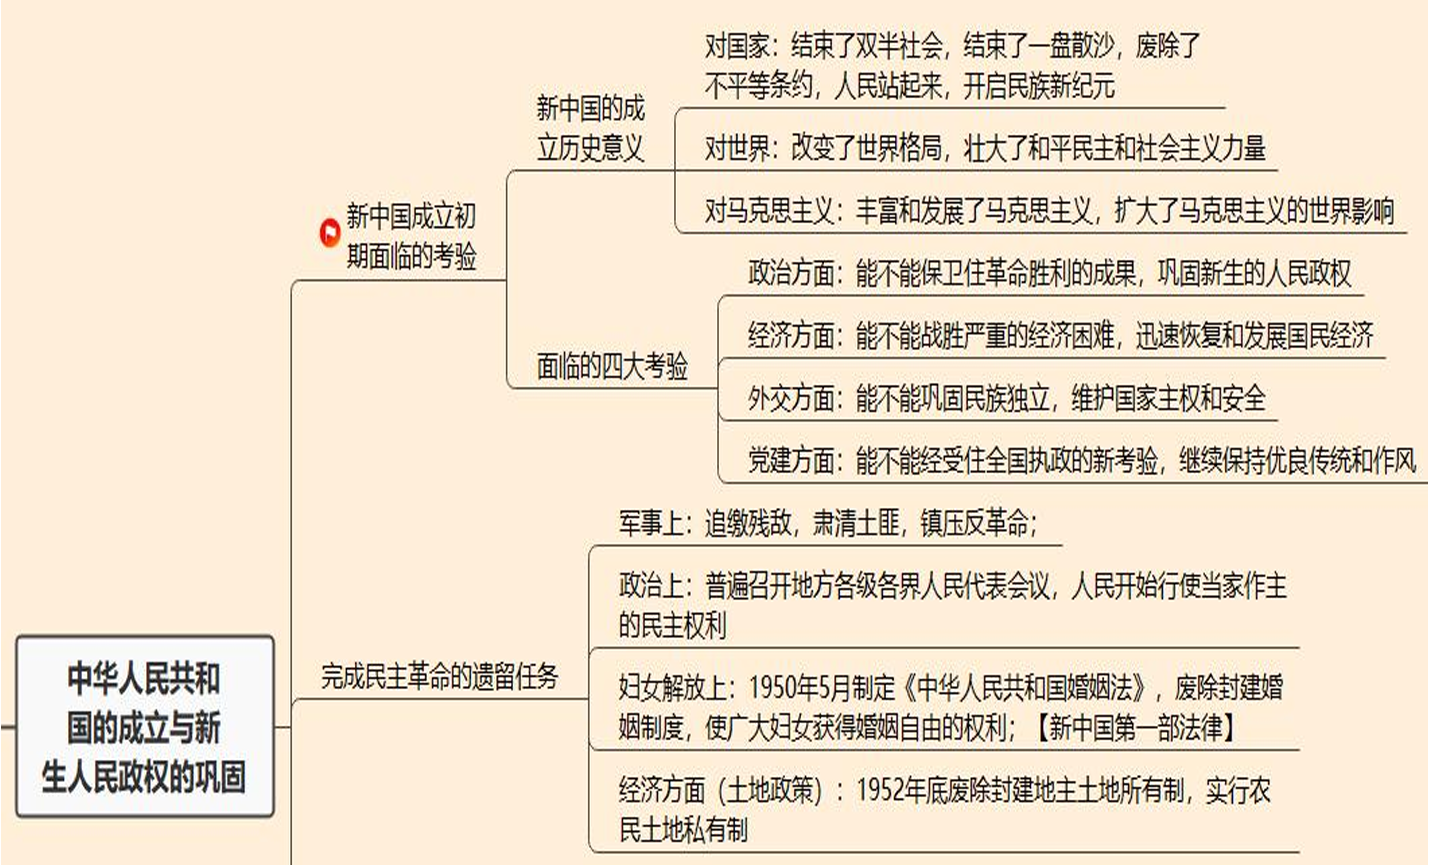 中华人民共和
国的成立与新
生人民政权的巩固
新中国成立初
期面临的考验
新中国的成
立历史意义
对国家：结束了双半社会，结束了一盘散沙，废除了
不平等条约，人民站起来，开启民族新纪元
对世界：改变了世界格局，壮大了和平民主和社会主义力量
对马克思主义：丰富和发展了马克思主义，扩大了马克思主义的世界影响
面临的四大考验
政治方面：能不能保卫住革命胜利的成果，巩固新生的人民政权
经济方面：能不能战胜严重的经济困难，迅速恢复和发展国民经济
外交方面：能不能巩固民族独立，维护国家主权和安全
党建方面：能不能经受住全国执政的新考验，继续保持优良传统和作风
完成民主革命的遗留任务
军事上：追缴残敌，肃清土匪，镇压反革命；
政治上：普遍召开地方各级各界人民代表会议，人民开始行使当家作主
的民主权利
妇女解放上：1950年5月制定《中华人民共和国婚姻法》，废除封建婚
姻制度，使广大妇女获得婚姻自由的权利；【新中国第一部法律】
经济方面（土地政策）：1952年底废除封建地主土地所有制，实行农
民土地私有制